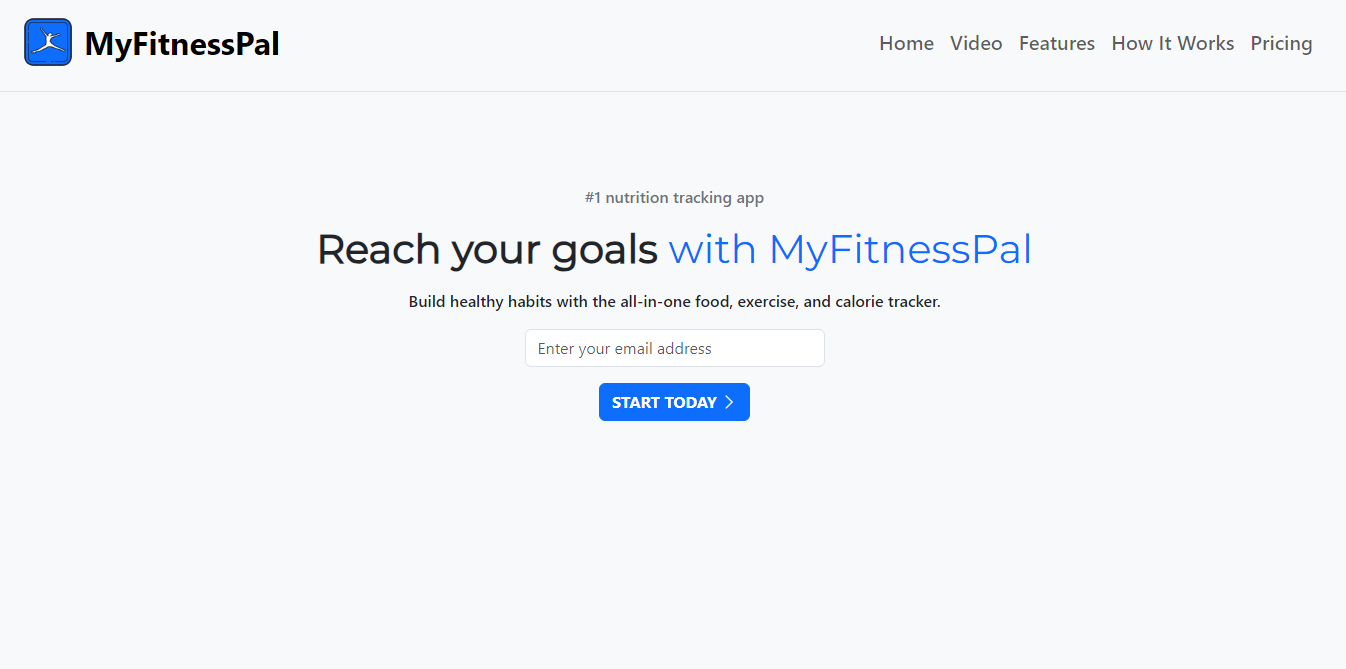 MyFitnessPal
Home Video Features How It Works Pricing
#1 nutrition tracking app
Reach your goals with MyFitnessPal
Build healthy habits with the all-in-one food, exercise, and calorie tracker.
Enter your email address
START TODAY